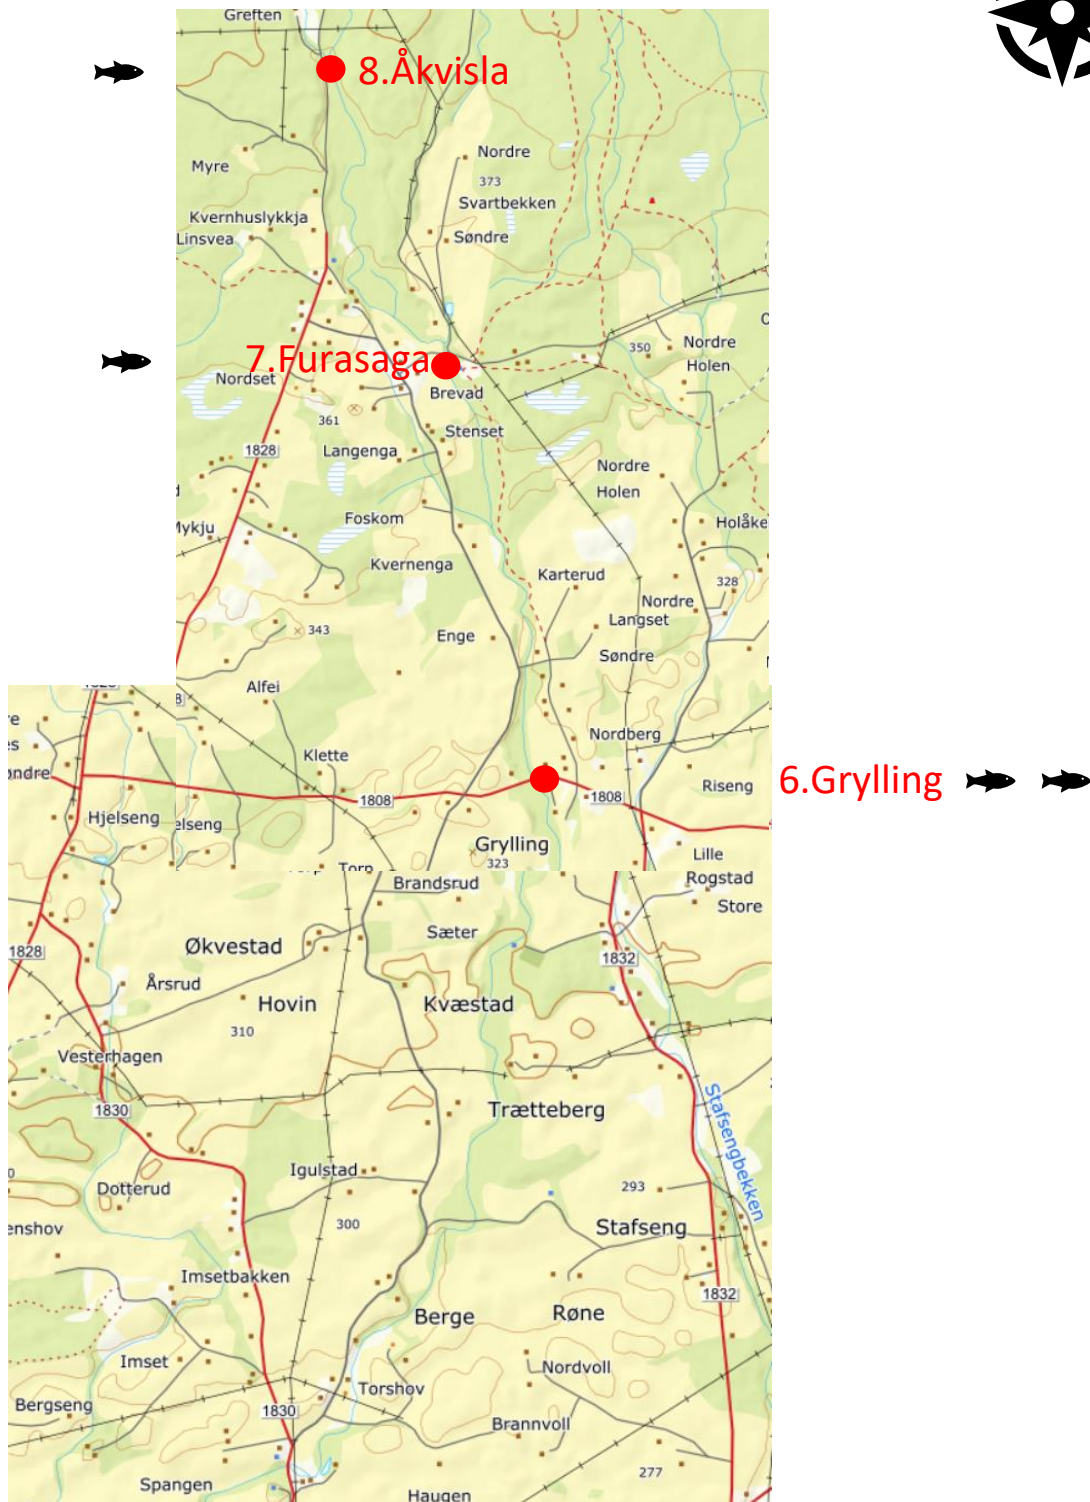 Greften
8.Åkvisla
Nordre
Myre
373
Svartbekken
Kvernhuslykkja
Linsvea
Søndre
7.Furasaga
350
Nordre
Holen
Nordset
Brevad
361
Stenset
1828
Langenga
Nordre
Holen
Foskom
Holåke
Kvernenga
Karterud
328
Nordre
Langset
343
Enge
Søndre
Alfei
Nordberg
Klette
Riseng
6.Grylling
1808
1808
øndre
Hjelseng
elseng
Grylling
323
Lille
Rogstad
Store
Torn
Brandsrud
Sæter
Økvestad
1828
1832
Årsrud
Hovin
Kvæstad
310
Vesterhagen
Stafsengbekken
1830
Trætteberg
Igulstad
293
Dotterud
enshov
300
Stafseng
Imsetbakken
1832
Berge
Røne
Imset
Nordvoll
Torshov
Bergseng
1830
Brannvoll
277
Spangen
Haugen